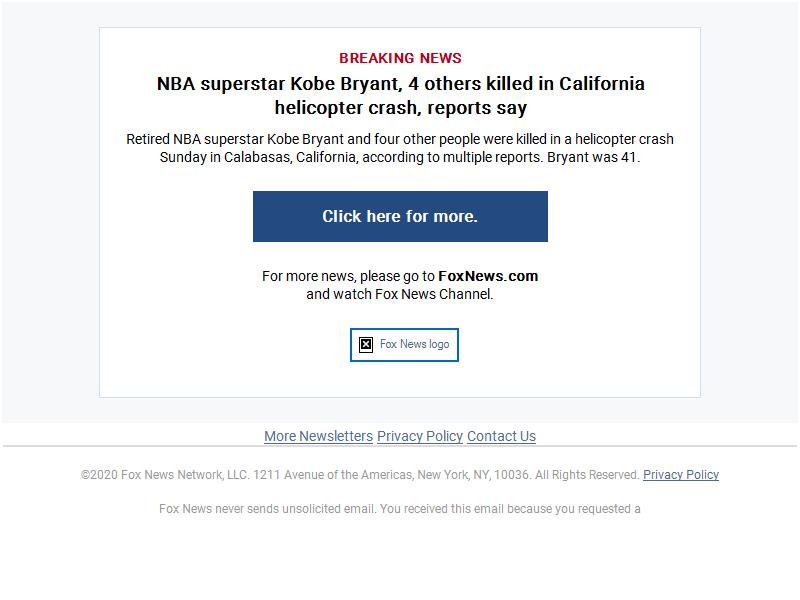 BREAKING NEWS
NBA superstar Kobe Bryant, 4 others killed in California
helicopter crash, reports say
Retired NBA superstar Kobe Bryant and four other people were killed in a helicopter crash
Sunday in Calabasas, California, according to multiple reports. Bryant was 41.
Click here for more.
For more news, please go to FoxNews.com
and watch Fox News Channel.
Fox News logo
More Newsletters Privacy Policy Contact Us
©2020 Fox News Network, LLC. 1211 Avenue of the Americas, New York, NY, 10036. All Rights Reserved. Privacy Policy
Fox News never sends unsolicited email. You received this email because you requested a